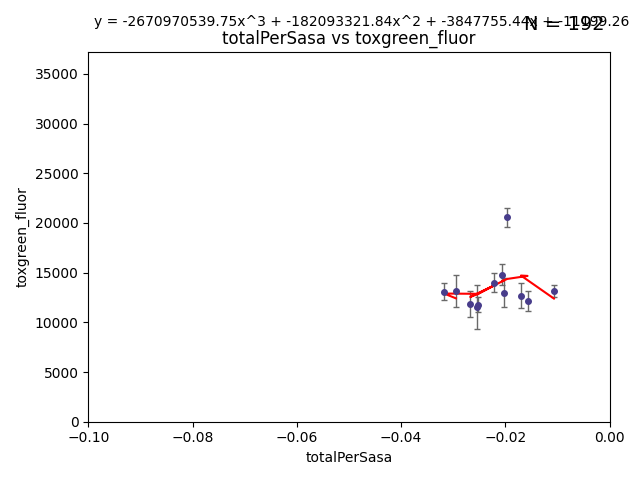 y = -2670970539.75x^3 + -182093321.84x^2 + -3847755.44x + -11099.26
N = 192
totalPerSasa vs toxgreen_fluor
35000
30000
25000
20000
15000
10000
5000
0
toxgreen_fluor
−0.10 −0.08 −0.06 −0.04 −0.02 0.00
totalPerSasa